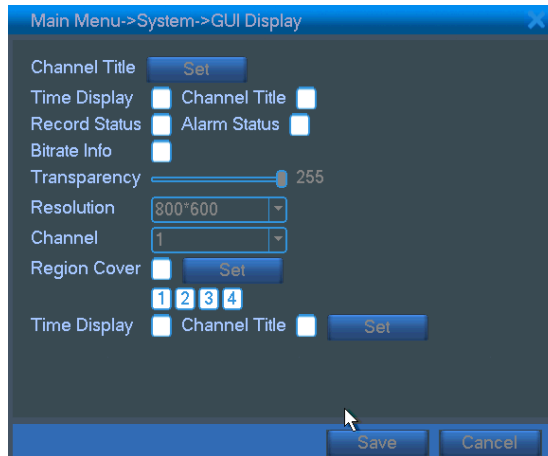 Main Menu->System->GUI Display
Channel Title Set
Time Display Channel Title
Record Status Alarm Status
Bitrate Info
Transparency 255
Resolution 800*600
Channel 1
Region Cover Set
1 2 3 4
Time Display Channel Title Set
Save Cancel